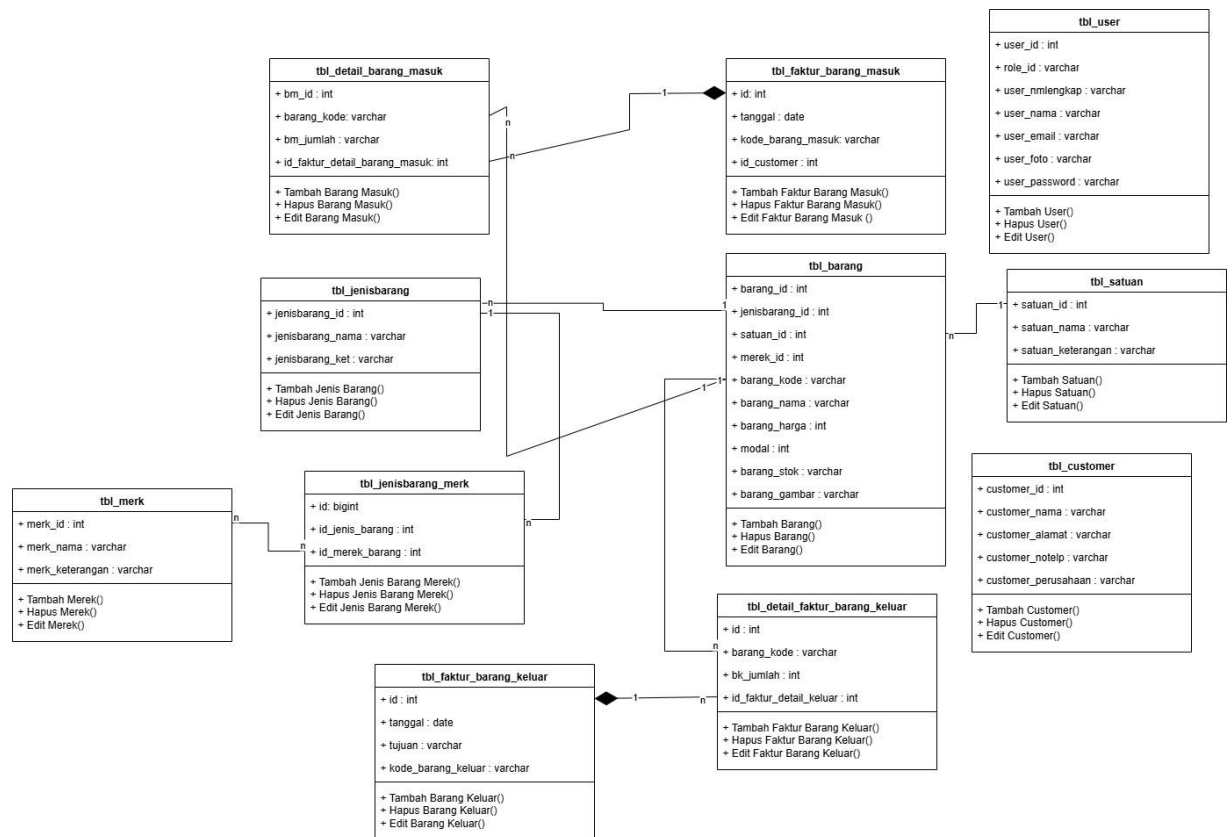 tbl_user
+ user_id : int
+ role_id : varchar
+ user_nmlengkap : varchar
+ user_nama : varchar
+ user_email : varchar
+ user_foto : varchar
+ user_password : varchar
+ Tambah User()
+ Hapus User()
+ Edit User()
tbl_detail_barang_masuk
+ bm_id : int
+ barang_kode: varchar
+ bm_jumlah : varchar
+ id_faktur_detail_barang_masuk: int
+ Tambah Barang Masuk()
+ Hapus Barang Masuk()
+ Edit Barang Masuk()
n
n
1
tbl_faktur_barang_masuk
+ id: int
+ tanggal : date
+ kode_barang_masuk: varchar
+ id_customer : int
+ Tambah Faktur Barang Masuk()
+ Hapus Faktur Barang Masuk()
+ Edit Faktur Barang Masuk ()
tbl_jenisbarang
+ jenisbarang_id : int
+ jenisbarang_nama : varchar
+ jenisbarang_ket : varchar
+ Tambah Jenis Barang()
+ Hapus Jenis Barang()
+ Edit Jenis Barang()
n
1
1
1
1
tbl_barang
+ barang_id : int
+ jenisbarang_id : int
+ satuan_id : int
+ merek_id : int
+ barang_kode : varchar
+ barang_nama : varchar
+ barang_harga : int
+ modal : int
+ barang_stok : varchar
+ barang_gambar : varchar
+ Tambah Barang()
+ Hapus Barang()
+ Edit Barang()
n
1
tbl_satuan
+ satuan_id : int
+ satuan_nama : varchar
+ satuan_keterangan : varchar
+ Tambah Satuan()
+ Hapus Satuan()
+ Edit Satuan()
tbl_merk
+ merk_id : int
+ merk_nama : varchar
+ merk_keterangan : varchar
+ Tambah Merek()
+ Hapus Merek()
+ Edit Merek()
n
n
tbl_jenisbarang_merk
+ id: bigint
+ id_jenis_barang : int
+ id_merek_barang : int
+ Tambah Jenis Barang Merek()
+ Hapus Jenis Barang Merek()
+ Edit Jenis Barang Merek()
n
tbl_customer
+ customer_id : int
+ customer_nama : varchar
+ customer_alamat : varchar
+ customer_notelp : varchar
+ customer_perusahaan : varchar
+ Tambah Customer()
+ Hapus Customer()
+ Edit Customer()
tbl_faktur_barang_keluar
+ id : int
+ tanggal : date
+ tujuan : varchar
+ kode_barang_keluar : varchar
+ Tambah Barang Keluar()
+ Hapus Barang Keluar()
+ Edit Barang Keluar()
1
n
n
tbl_detail_faktur_barang_keluar
+ id : int
+ barang_kode : varchar
+ bk_jumlah : int
+ id_faktur_detail_keluar : int
+ Tambah Faktur Barang Keluar()
+ Hapus Faktur Barang Keluar()
+ Edit Faktur Barang Keluar()